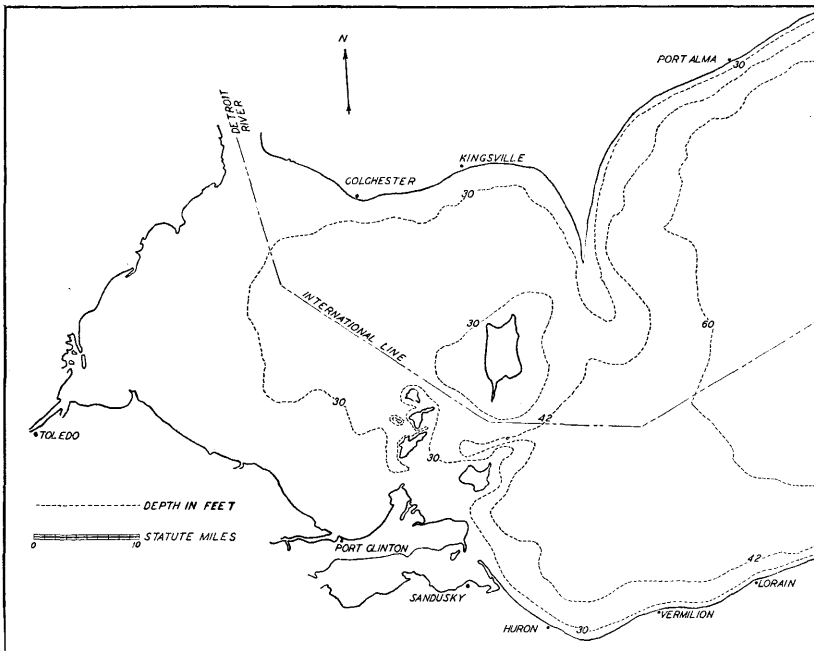 N
PORT ALMA
30
DETROIT
RIVER
KINGSVILLE
COLCHESTER
30
INTERNATIONAL LINE
30
60
30
42
TOLEDO
30
DEPTH IN FEET
STATUTE MILES
0 10
PORT CLINTON
SANDUSKY
42
LORAIN
VERMILION
30
HURON